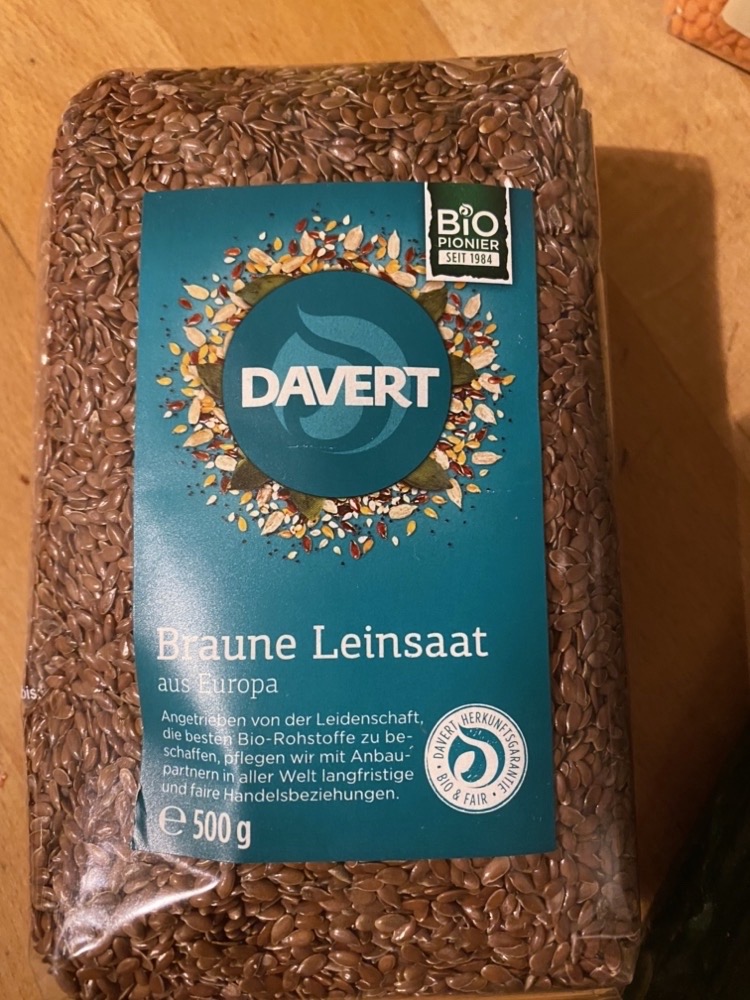 BiO
PIONIER
SEIT 1984
DAVERT
Braune Leinsaat
aus Europa
Angetrieben von der Leidenschaft,
die besten Bio-Rohstoffe zu be-
schaffen, pflegen wir mit Anbau-
partnern in aller Welt langfristige
und faire Handelsbeziehungen.
DAVERT HERKUNFTSGARANTIE
• BIO & FAIR •
℮ 500 g
bis: